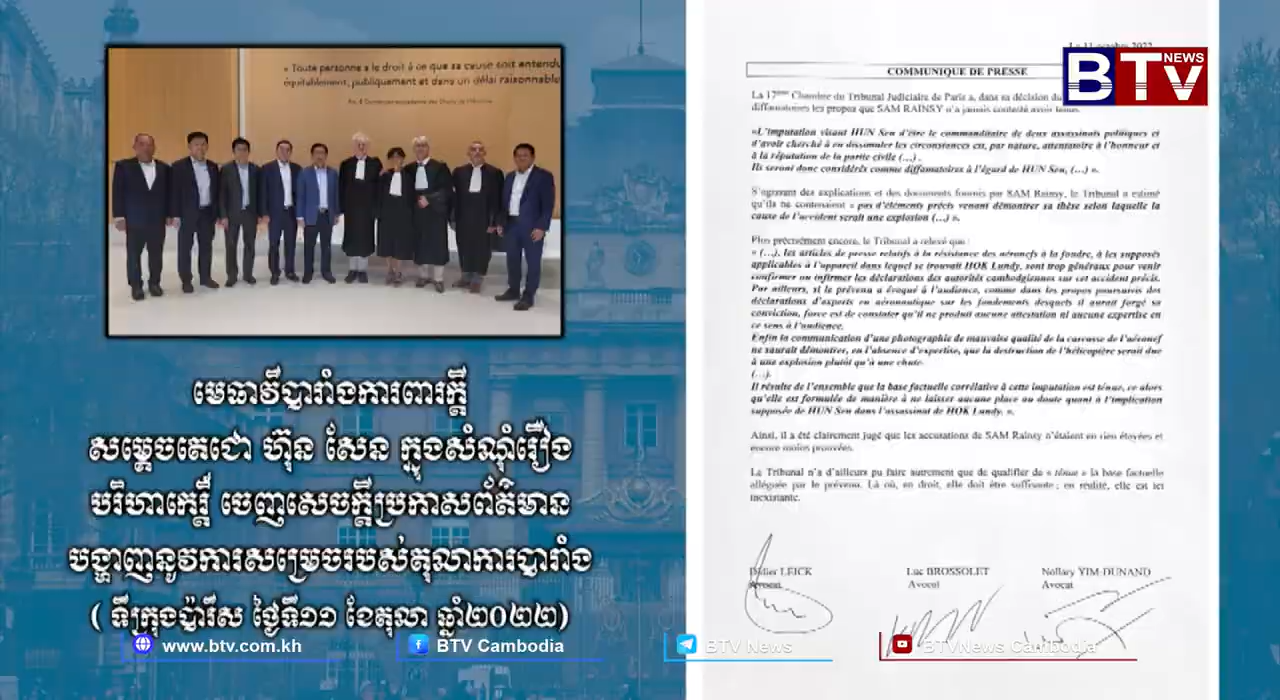 « Toute personne a le droit à ce que sa cause soit entendu
équitablement, publiquement et dans un délai raisonnable
មេធាវីបារាំងការពារក្ដី
សម្ដេចតេជោ ហ៊ុន សែន ក្នុងសំណុំរឿង
បរិហាកេរ្តិ៍ ចេញសេចក្ដីប្រកាសព័ត៌មាន
បង្ហាញនូវការសម្រេចរបស់តុលាការបារាំង
( ទីក្រុងប៉ារីស ថ្ងៃទី១១ ខែតុលា ឆ្នាំ២០២២)
www.btv.com.kh
BTV Cambodia
BTV News
BTVNews Cambodia
BTV NEWS
Le 11 octobre 2022
COMMUNIQUE DE PRESSE
La 17ème Chambre du Tribunal Judiciaire de Paris a, dans sa décision du
diffamatoires les propos que SAM RAINSY n'a jamais contesté avoir tenus.
«L'imputation visant HUN Sen d'être le commanditaire de deux assassinats politiques et
d'avoir cherché à en dissimuler les circonstances est, par nature, attentatoire à l'honneur et
à la réputation de la partie civile (…) .
Ils seront donc considérés comme diffamatoires à l'égard de HUN Sen, (…) ».
S'agissant des explications et des documents fournis par SAM Rainsy, le Tribunal a estimé
qu'ils ne contenaient « pas d'éléments précis venant démontrer sa thèse selon laquelle la
cause de l'accident serait une explosion (…) ».
Plus précisément encore, le Tribunal a relevé que :
« (…), les articles de presse relatifs à la résistance des aéronefs à la foudre, à les supposés
applicables à l'appareil dans lequel se trouvait HOK Lundy, sont trop généraux pour venir
confirmer ou infirmer les déclarations des autorités cambodgiennes sur cet accident précis.
Par ailleurs, si le prévenu a évoqué à l'audience, comme dans les propos poursuivis des
déclarations d'experts en aéronautique sur les fondements desquels il aurait forgé sa
conviction, force est de constater qu'il ne produit aucune attestation ni aucune expertise en
ce sens à l'audience.
Enfin la communication d'une photographie de mauvaise qualité de la carcasse de l'aéronef
ne saurait démontrer, en l'absence d'expertise, que la destruction de l'hélicoptère serait due
à une explosion plutôt qu'à une chute.
(…).
Il résulte de l'ensemble que la base factuelle corrélative à cette imputation est ténue, ce alors
qu'elle est formulée de manière à ne laisser aucune place au doute quant à l'implication
supposée de HUN Sen dans l'assassinat de HOK Lundy. ».
Ainsi, il a été clairement jugé que les accusations de SAM Rainsy n'étaient en rien étayées et
encore moins prouvées.
Le Tribunal n'a d'ailleurs pu faire autrement que de qualifier de « ténue » la base factuelle
alléguée par le prévenu. Là où, en droit, elle doit être suffisante ; en réalité, elle est ici
inexistante.
Didier LEICK
Avocat
Luc BROSSOLET
Avocat
Nollary YIM-DUNAND
Avocat